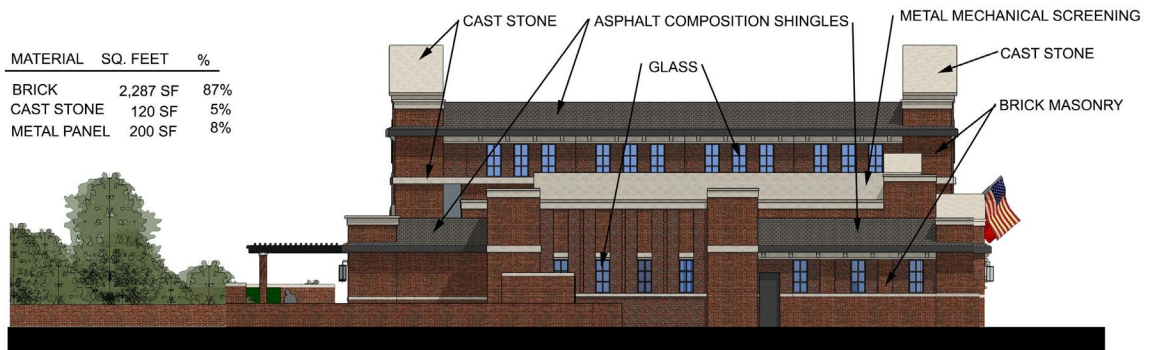 CAST STONE
ASPHALT COMPOSITION SHINGLES
METAL MECHANICAL SCREENING
MATERIAL SQ. FEET %
BRICK 2,287 SF 87%
CAST STONE 120 SF 5%
METAL PANEL 200 SF 8%
GLASS
CAST STONE
BRICK MASONRY